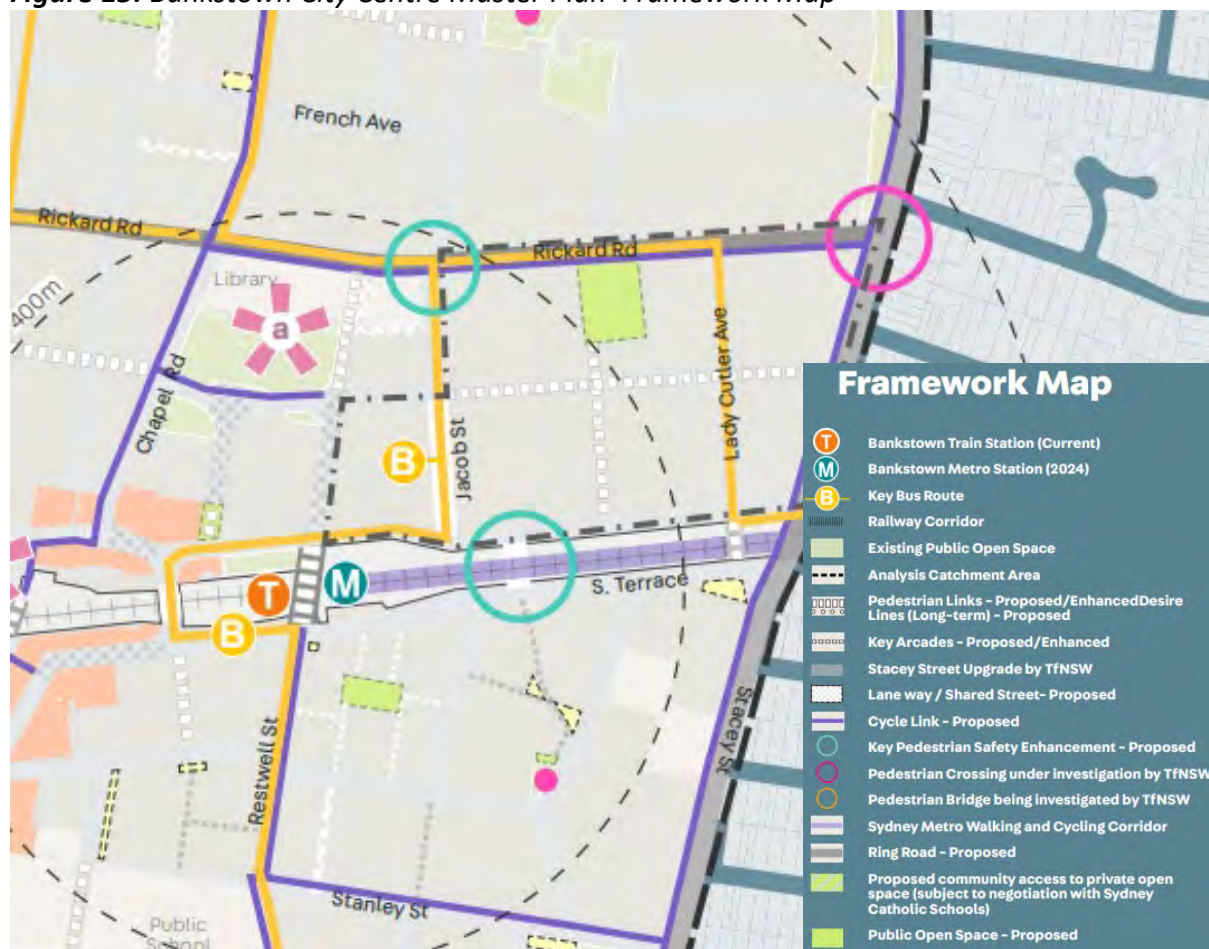 Figure 23: Bankstown City Centre Master Plan- Framework Map
French Ave
Rickard Rd
Rickard Rd
Library
a
400m
Chapel Rd
Lady Cutler Ave
Jacob St
B
T
M
S. Terrace
B
Restwell St
Stacey St
Stanley St
Public
School
Framework Map
T Bankstown Train Station (Current)
M Bankstown Metro Station (2024)
B Key Bus Route
Railway Corridor
Existing Public Open Space
Analysis Catchment Area
Pedestrian Links - Proposed/EnhancedDesire
Lines (Long-term) - Proposed
Key Arcades - Proposed/Enhanced
Stacey Street Upgrade by TfNSW
Lane way / Shared Street- Proposed
Cycle Link - Proposed
Key Pedestrian Safety Enhancement - Proposed
Pedestrian Crossing under investigation by TfNSW
Pedestrian Bridge being investigated by TfNSW
Sydney Metro Walking and Cycling Corridor
Ring Road - Proposed
Proposed community access to private open
space (subject to negotiation with Sydney
Catholic Schools)
Public Open Space - Proposed